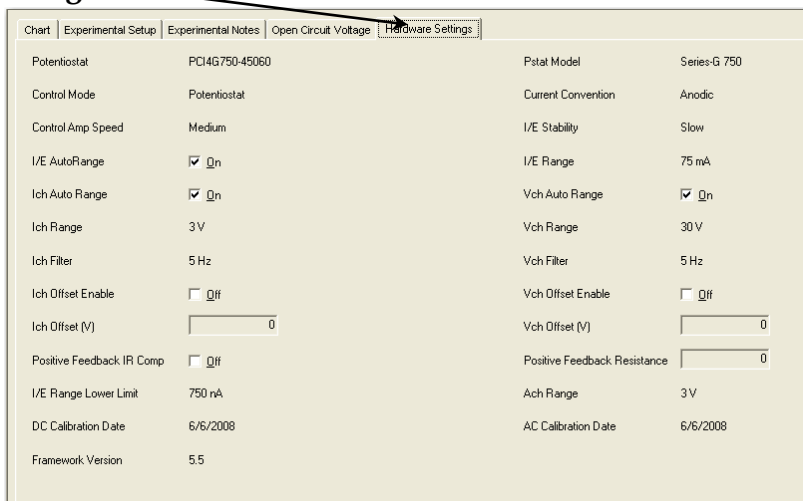 Chart Experimental Setup Experimental Notes Open Circuit Voltage Hardware Settings
Potentiostat PCI4G750-45060 Pstat Model Series-G 750
Control Mode Potentiostat Current Convention Anodic
Control Amp Speed Medium I/E Stability Slow
I/E AutoRange On I/E Range 75 mA
Ich Auto Range On Vch Auto Range On
Ich Range 3 V Vch Range 30 V
Ich Filter 5 Hz Vch Filter 5 Hz
Ich Offset Enable Off Vch Offset Enable Off
Ich Offset (V) 0 Vch Offset (V) 0
Positive Feedback IR Comp Off Positive Feedback Resistance 0
I/E Range Lower Limit 750 nA Ach Range 3 V
DC Calibration Date 6/6/2008 AC Calibration Date 6/6/2008
Framework Version 5.5